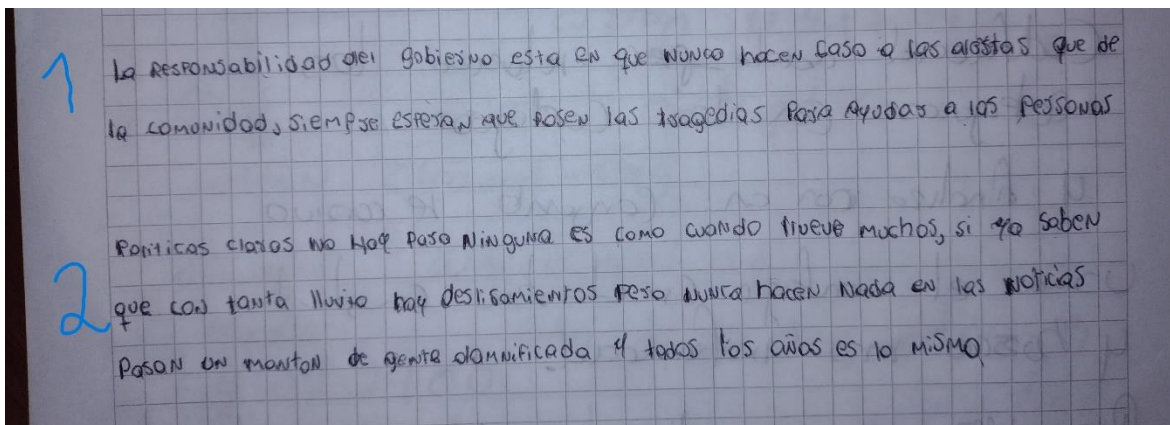 1
la Responsabilidad del gobierno esta en que nunca hacen caso a las alostas que de
la comonidad, siempre esperan que pasen las tragedias para ayudar a las personas
2
Politicas claras no hay para ninguna es como cuando llueve muchos, si ya saben
que con tanta lluvia hay deslisamientos pero nunca hacen nada en las noticias
pasan un monton de gente damnificada y todos los años es lo mismo